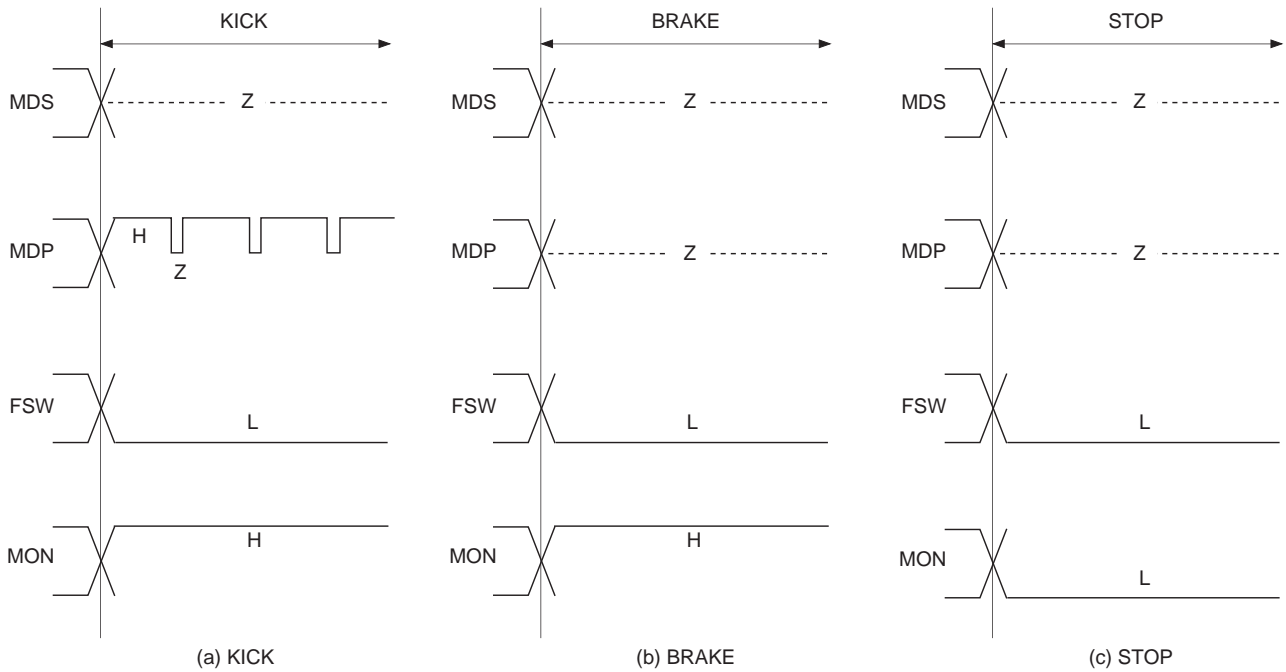 KICK
MDS
Z
MDP
H
Z
FSW
L
MON
H
(a) KICK
BRAKE
MDS
Z
MDP
Z
FSW
L
MON
H
(b) BRAKE
STOP
MDS
Z
MDP
Z
FSW
L
MON
L
(c) STOP